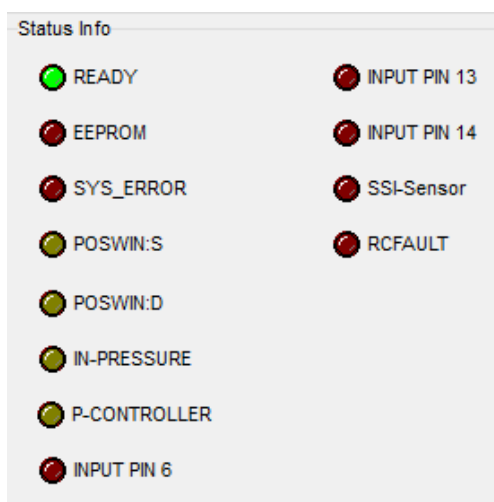 Status Info
READY
EEPROM
SYS_ERROR
POSWIN:S
POSWIN:D
IN-PRESSURE
P-CONTROLLER
INPUT PIN 6
INPUT PIN 13
INPUT PIN 14
SSI-Sensor
RCFAULT